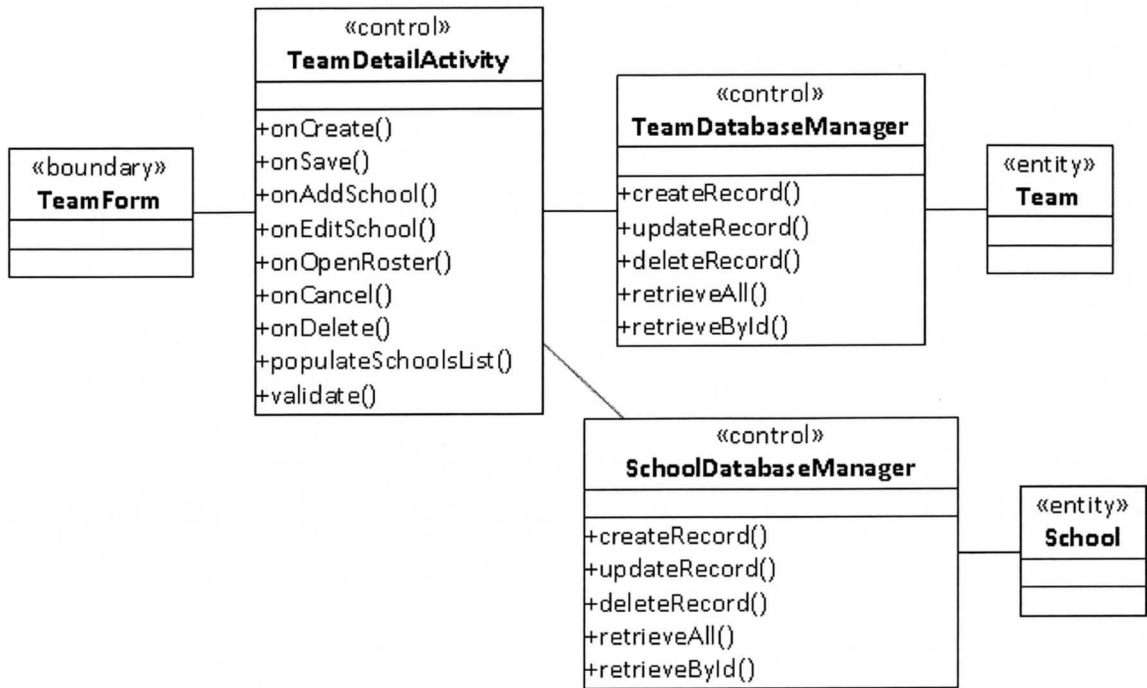 «boundary»
TeamForm
«control»
TeamDetailActivity
+onCreate()
+onSave()
+onAddSchool()
+onEditSchool()
+onOpenRoster()
+onCancel()
+onDelete()
+populateSchoolsList()
+validate()
«control»
TeamDatabaseManager
+createRecord()
+updateRecord()
+deleteRecord()
+retrieveAll()
+retrieveById()
«entity»
Team
«control»
SchoolDatabaseManager
+createRecord()
+updateRecord()
+deleteRecord()
+retrieveAll()
+retrieveById()
«entity»
School